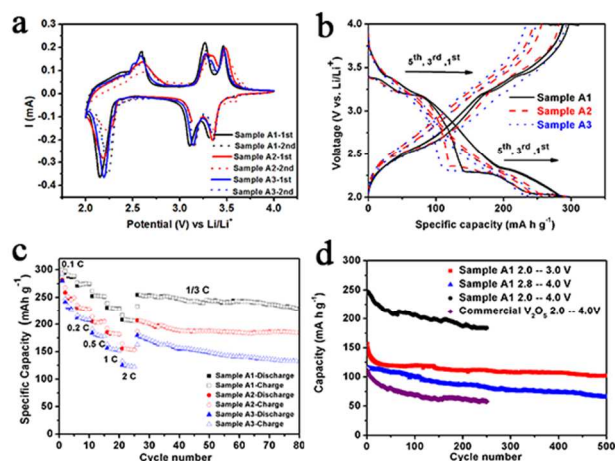 a
0.4
0.3
0.2
0.1
0.0
-0.1
-0.2
-0.3
-0.4
I (mA)
2.0 2.5 3.0 3.5 4.0
Potential (V) vs Li/Li+
Sample A1-1st
Sample A1-2nd
Sample A2-1st
Sample A2-2nd
Sample A3-1st
Sample A3-2nd
b
4.0
3.5
3.0
2.5
2.0
Volatage (V vs. Li/Li+)
5th, 3rd, 1st
Sample A1
Sample A2
Sample A3
5th, 3rd, 1st
0 100 200 300
Specific capacity (mA h g-1)
c
300
250
200
150
100
50
0
Specific Capacity (mAh g-1)
0.1 C
0.2 C
0.5 C
1 C
2 C
1/3 C
Sample A1-Discharge
Sample A1-Charge
Sample A2-Discharge
Sample A2-Charge
Sample A3-Discharge
Sample A3-Charge
0 10 20 30 40 50 60 70 80
Cycle number
d
350
300
250
200
150
100
50
0
Capacity (mA h g-1)
Sample A1 2.0 -- 3.0 V
Sample A1 2.8 -- 4.0 V
Sample A1 2.0 -- 4.0 V
Commercial V2O5 2.0 -- 4.0V
0 100 200 300 400 500
Cycle number